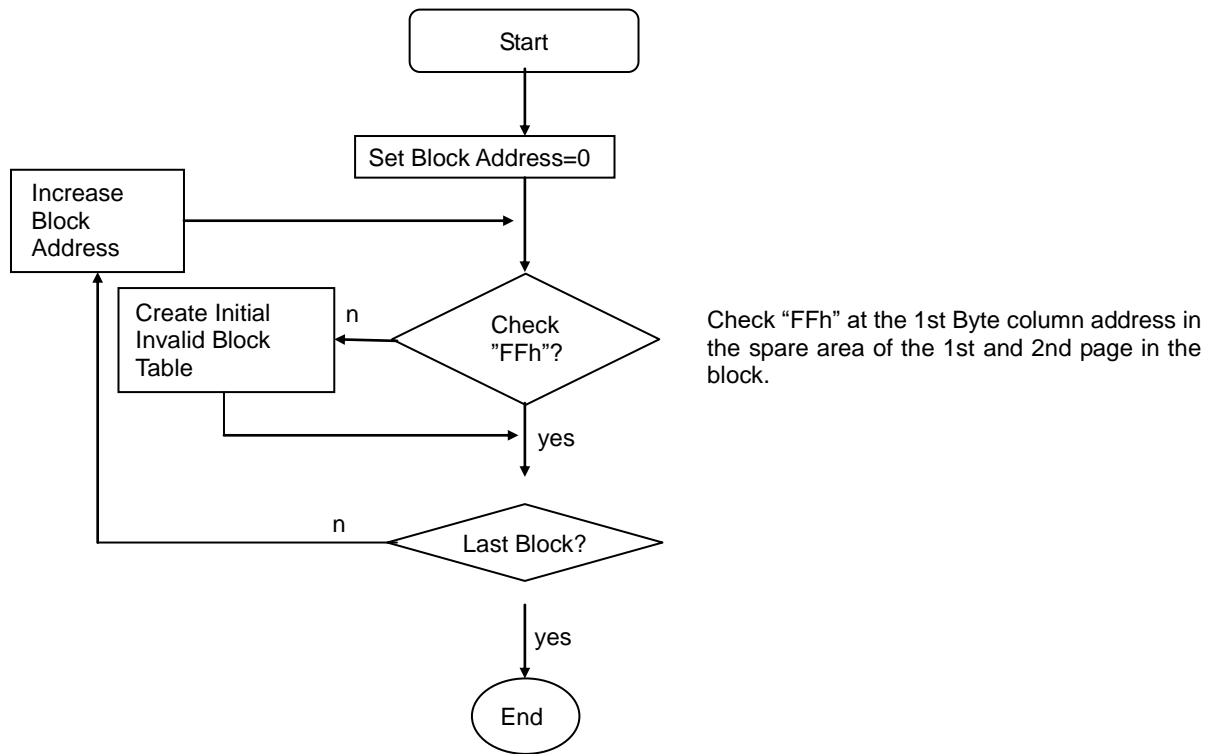 Start
Set Block Address=0
Increase
Block
Address
Create Initial
Invalid Block
Table
n
Check
”FFh”?
Check “FFh” at the 1st Byte column address in
the spare area of the 1st and 2nd page in the
block.
yes
n
Last Block?
yes
End